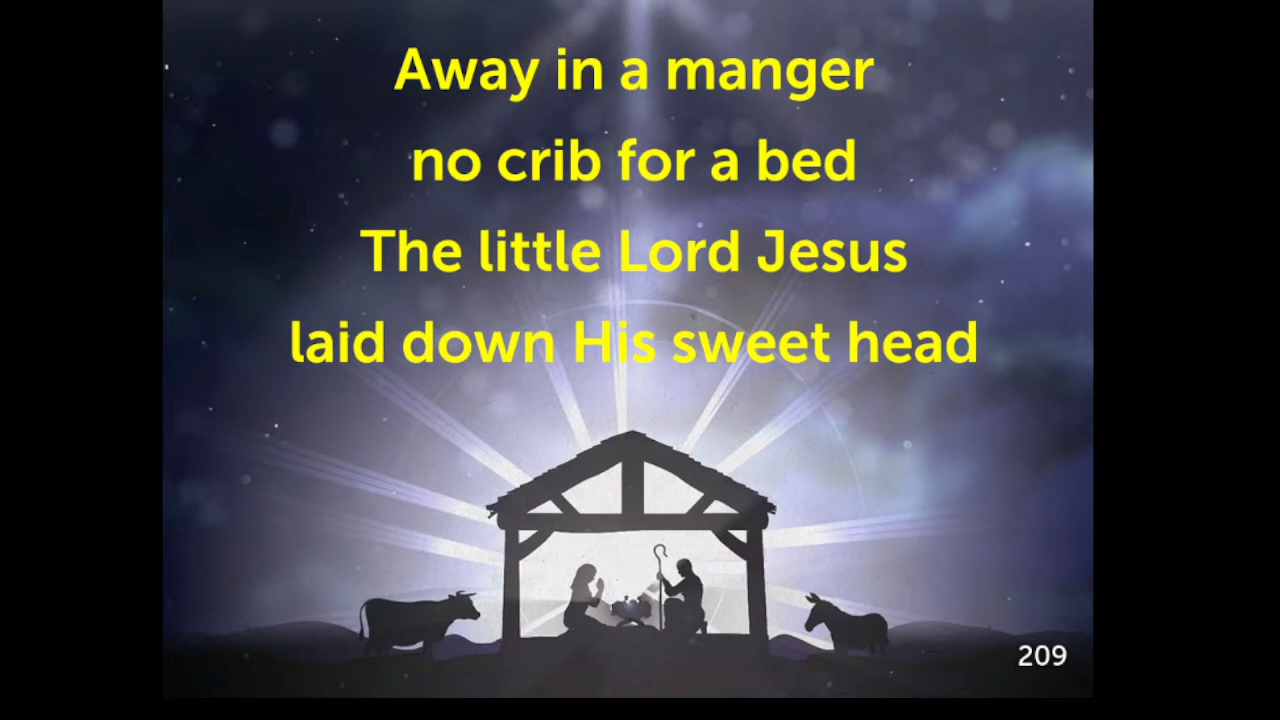 Away in a manger
no crib for a bed
The little Lord Jesus
laid down His sweet head
209